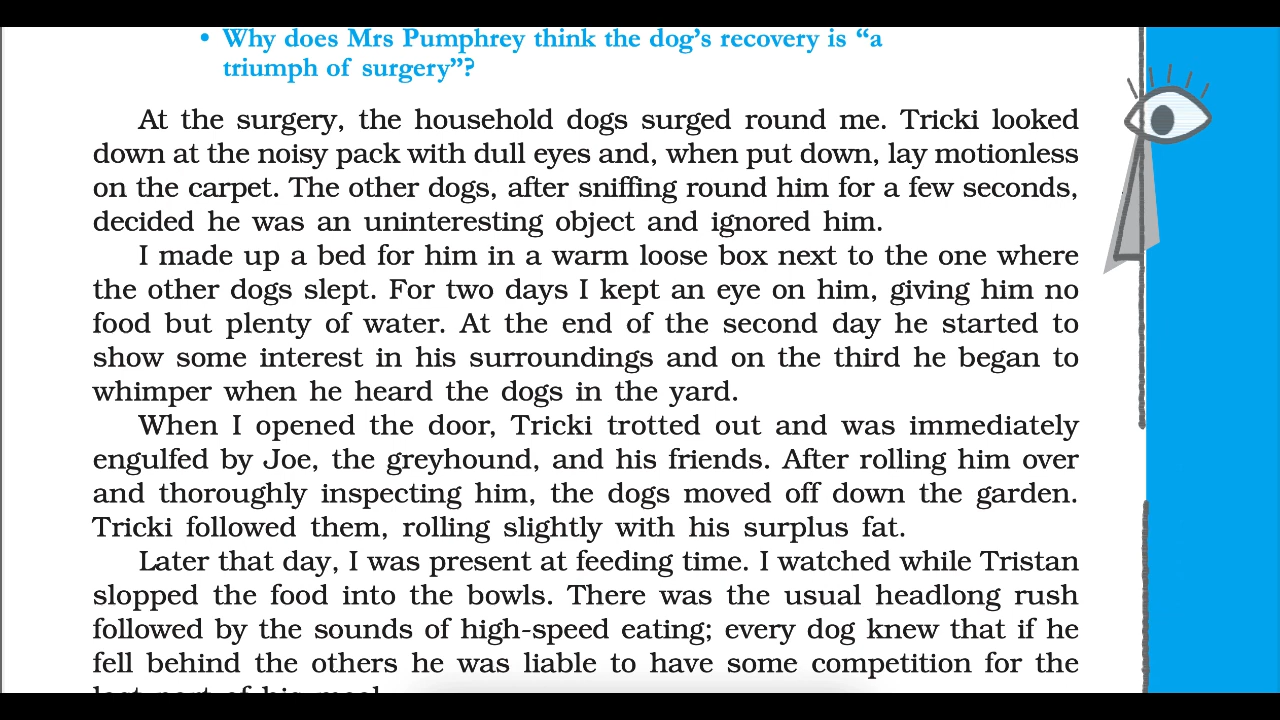 • Why does Mrs Pumphrey think the dog's recovery is “a
triumph of surgery”?
At the surgery, the household dogs surged round me. Tricki looked
down at the noisy pack with dull eyes and, when put down, lay motionless
on the carpet. The other dogs, after sniffing round him for a few seconds,
decided he was an uninteresting object and ignored him.
I made up a bed for him in a warm loose box next to the one where
the other dogs slept. For two days I kept an eye on him, giving him no
food but plenty of water. At the end of the second day he started to
show some interest in his surroundings and on the third he began to
whimper when he heard the dogs in the yard.
When I opened the door, Tricki trotted out and was immediately
engulfed by Joe, the greyhound, and his friends. After rolling him over
and thoroughly inspecting him, the dogs moved off down the garden.
Tricki followed them, rolling slightly with his surplus fat.
Later that day, I was present at feeding time. I watched while Tristan
slopped the food into the bowls. There was the usual headlong rush
followed by the sounds of high-speed eating; every dog knew that if he
fell behind the others he was liable to have some competition for the
last part of his meal.